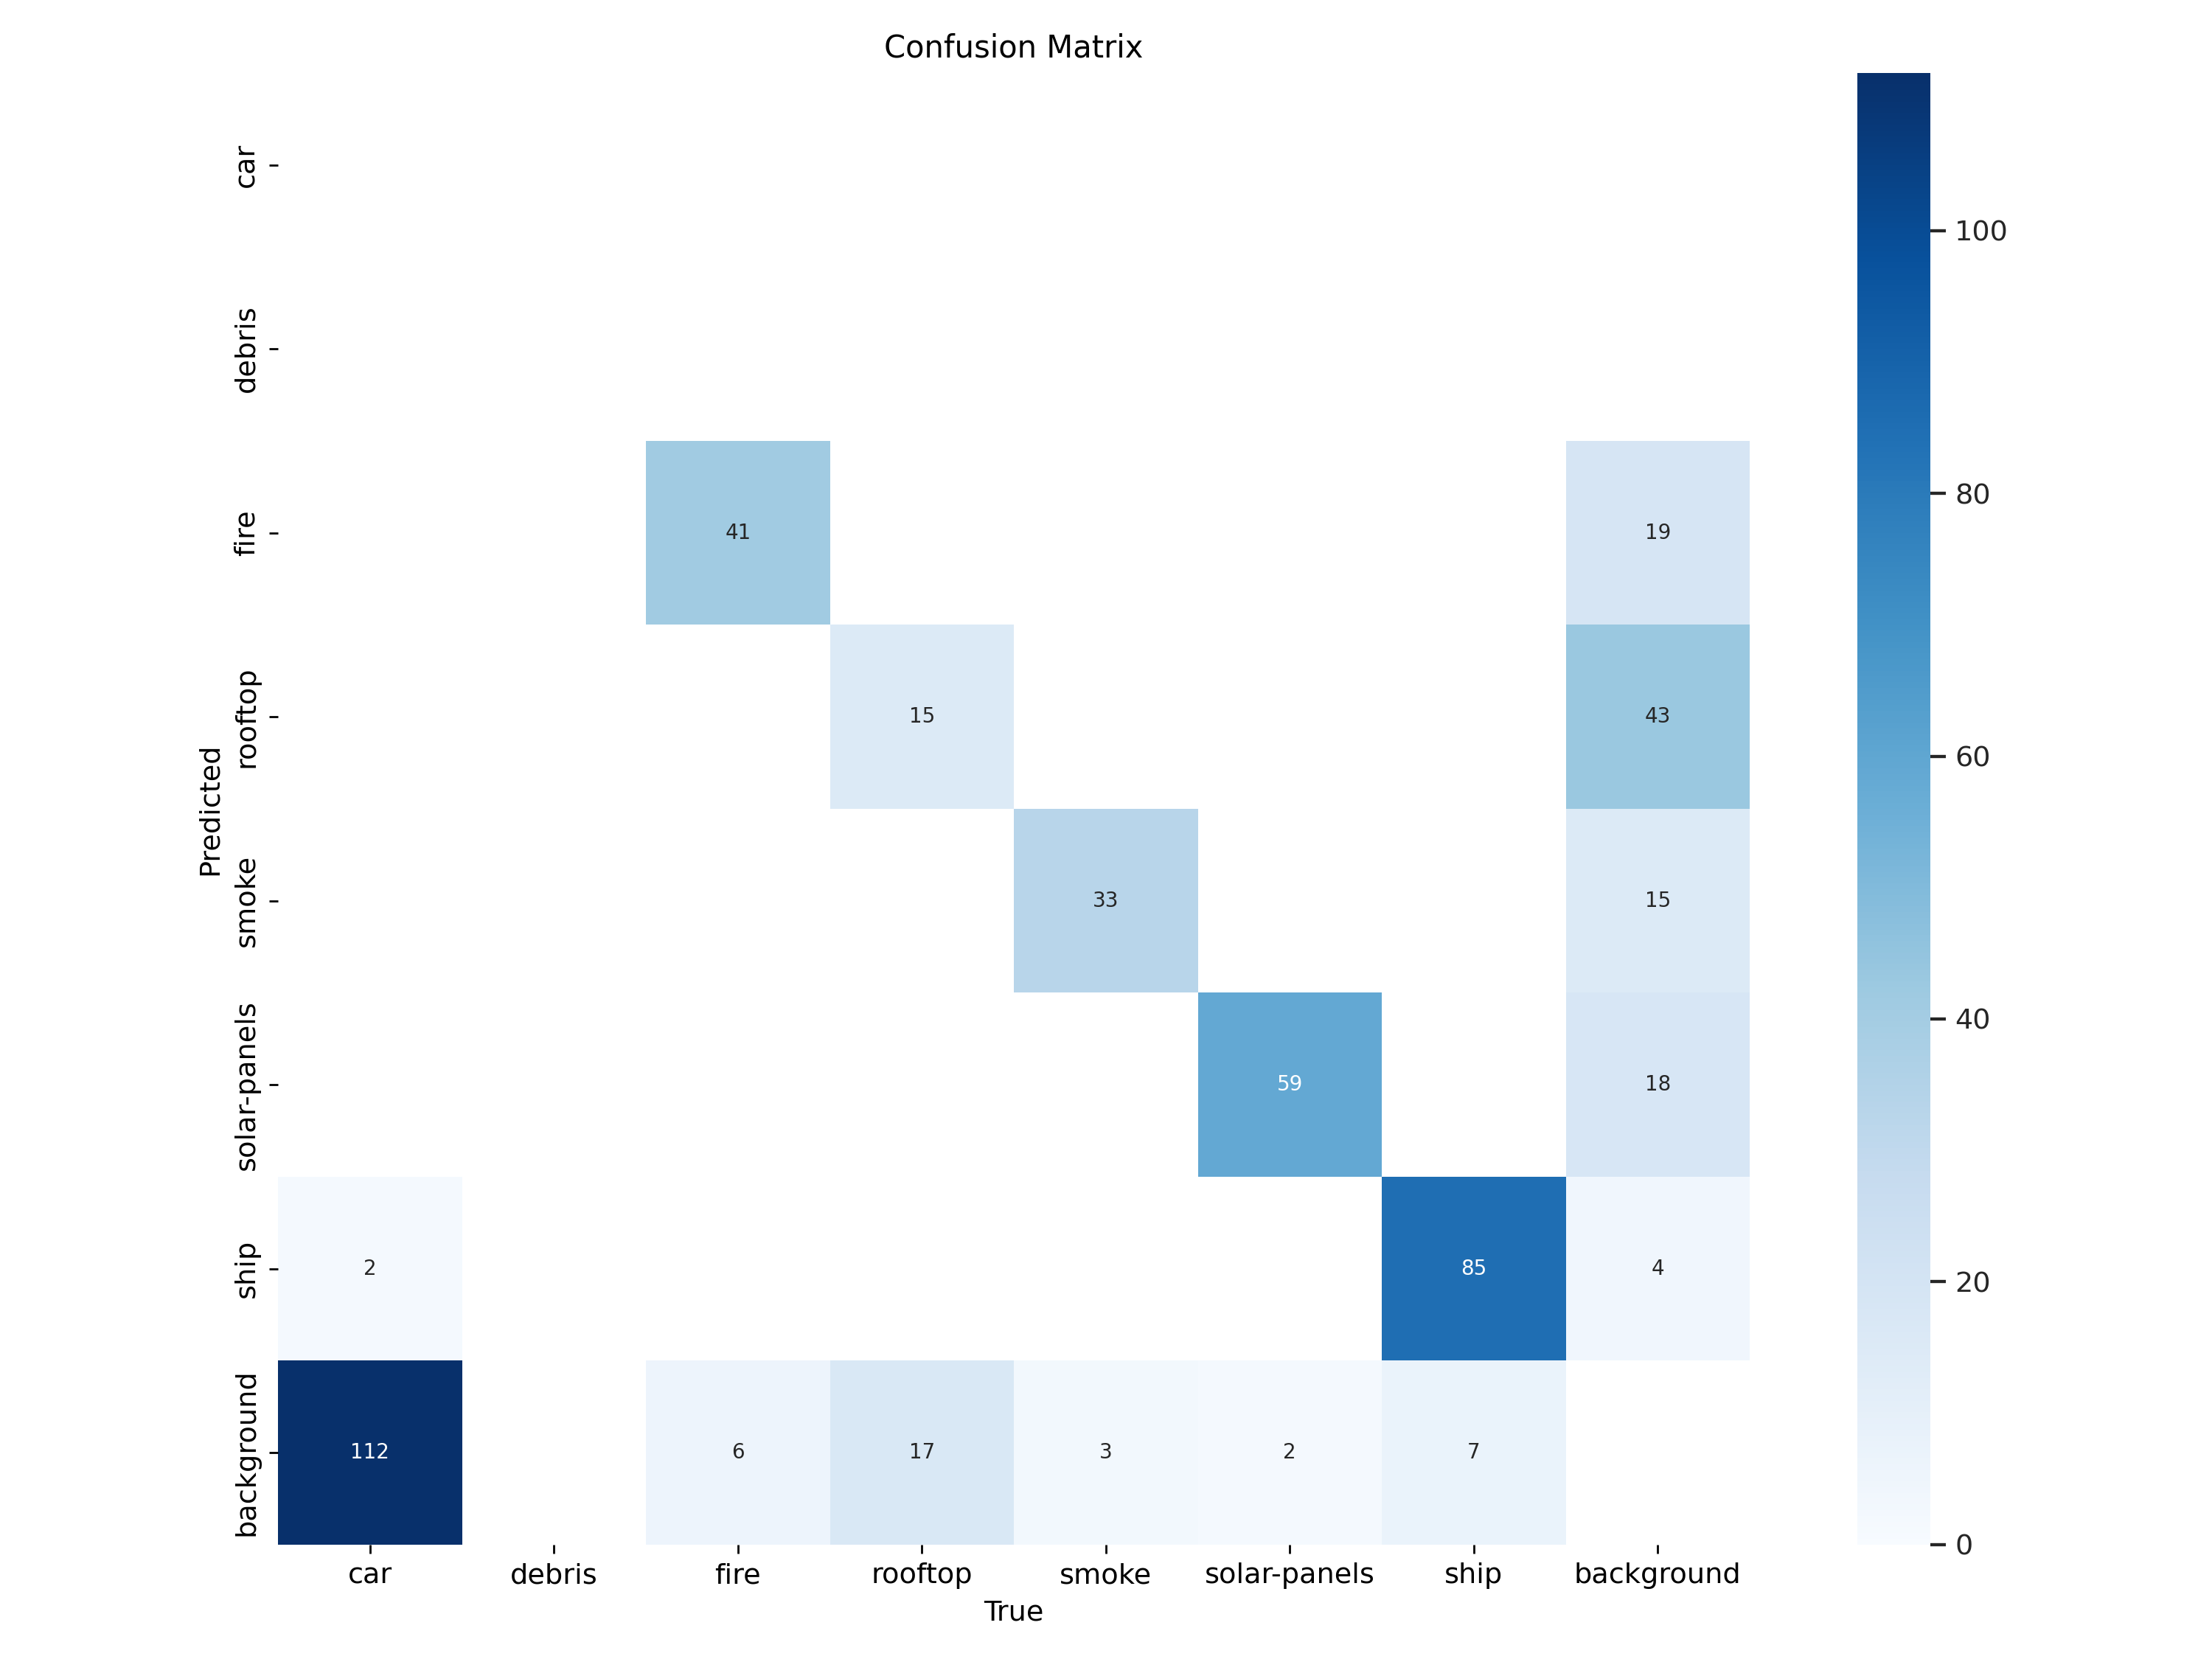 Confusion Matrix
car
debris
fire
rooftop
smoke
solar-panels
ship
background
Predicted
41 19
15 43
33 15
59 18
2 85 4
112 6 17 3 2 7
car debris fire rooftop smoke solar-panels ship background
True
100
80
60
40
20
0